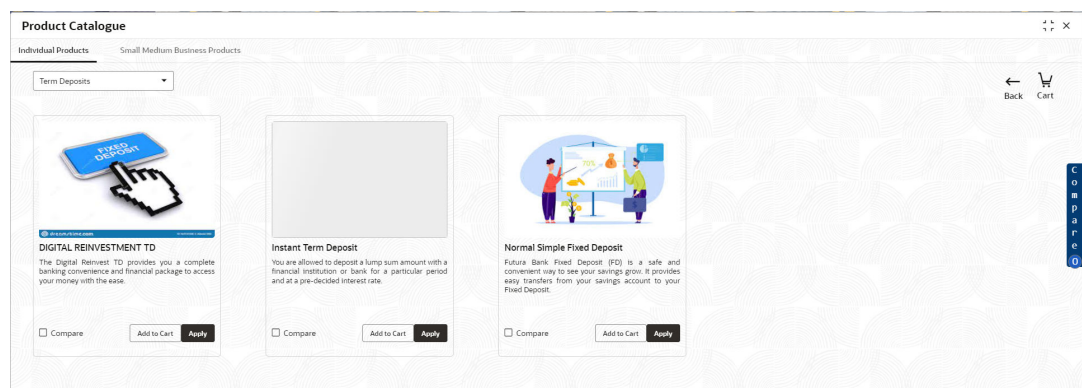 Product Catalogue
Individual Products
Small Medium Business Products
Term Deposits
Back
Cart
FIXED
DEPOSIT
dreamstime.com
DIGITAL REINVESTMENT TD
The Digital Reinvest TD provides you a complete
banking convenience and financial package to access
your money with the ease.
Compare
Add to Cart
Apply
Instant Term Deposit
You are allowed to deposit a lump sum amount with a
financial institution or bank for a particular period
and at a pre-decided interest rate.
Compare
Add to Cart
Apply
70%
Normal Simple Fixed Deposit
Futura Bank Fixed Deposit (FD) is a safe and
convenient way to see your savings grow. It provides
easy transfers from your savings account to your
Fixed Deposit.
Compare
Add to Cart
Apply
Compare
0